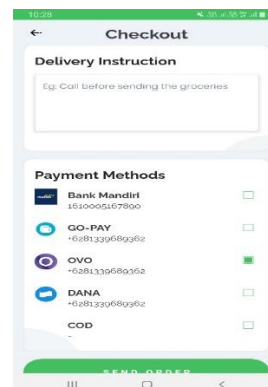 10:28
Checkout
Delivery Instruction
Eg: Call before sending the groceries
Payment Methods
Bank Mandiri
1610005167890
GO-PAY
+6281339689362
OVO
+6281339689362
DANA
+6281339689362
COD
-
SEND ORDER